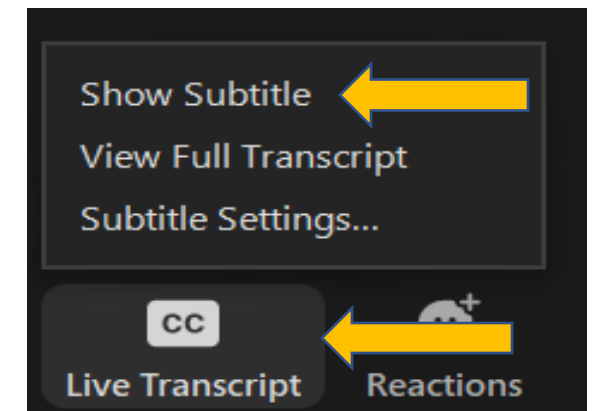 Show Subtitle
View Full Transcript
Subtitle Settings...
CC
Live Transcript
Reactions